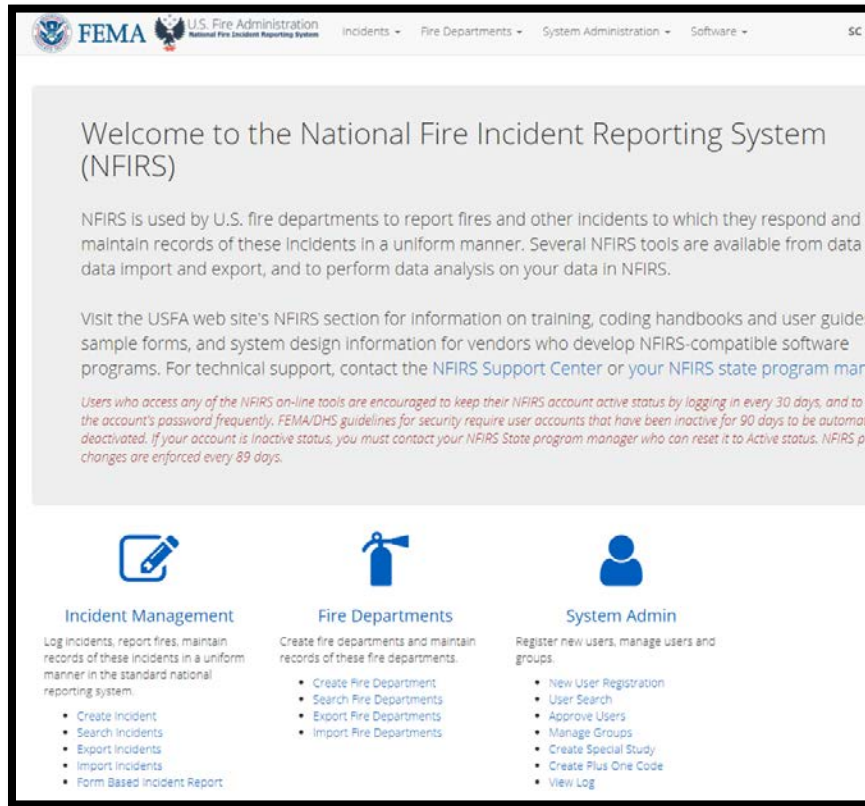 FEMA U.S. Fire Administration
National Fire Incident Reporting System
Incidents Fire Departments System Administration Software SC
Welcome to the National Fire Incident Reporting System
(NFIRS)
NFIRS is used by U.S. fire departments to report fires and other incidents to which they respond and
maintain records of these incidents in a uniform manner. Several NFIRS tools are available from data
data import and export, and to perform data analysis on your data in NFIRS.
Visit the USFA web site's NFIRS section for information on training, coding handbooks and user guide
sample forms, and system design information for vendors who develop NFIRS-compatible software
programs. For technical support, contact the NFIRS Support Center or your NFIRS state program mar
Users who access any of the NFIRS on-line tools are encouraged to keep their NFIRS account active status by logging in every 30 days, and to
the account's password frequently. FEMA/DHS guidelines for security require user accounts that have been inactive for 90 days to be automat
deactivated. If your account is Inactive status, you must contact your NFIRS State program manager who can reset it to Active status. NFIRS p
changes are enforced every 89 days.
Incident Management
Log incidents, report fires, maintain
records of these incidents in a uniform
manner in the standard national
reporting system.
• Create Incident
• Search Incidents
• Export Incidents
• Import Incidents
• Form Based Incident Report
Fire Departments
Create fire departments and maintain
records of these fire departments.
• Create Fire Department
• Search Fire Departments
• Export Fire Departments
• Import Fire Departments
System Admin
Register new users, manage users and
groups.
• New User Registration
• User Search
• Approve Users
• Manage Groups
• Create Special Study
• Create Plus One Code
• View Log